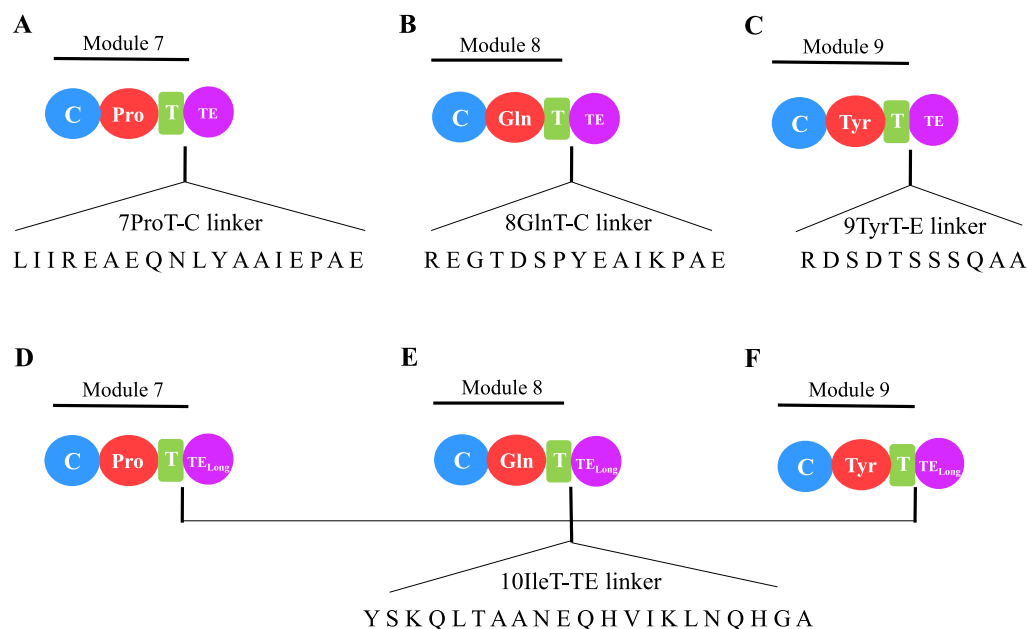 A
Module 7
C Pro T TE
7ProT-C linker
L I I R E A E Q N L Y A A I E P A E
B
Module 8
C Gln T TE
8GlnT-C linker
R E G T D S P Y E A I K P A E
C
Module 9
C Tyr T TE
9TyrT-E linker
R D S D T S S S Q A A
D
Module 7
C Pro T TELong
E
Module 8
C Gln T TELong
F
Module 9
C Tyr T TELong
10IleT-TE linker
Y S K Q L T A A N E Q H V I K L N Q H G A